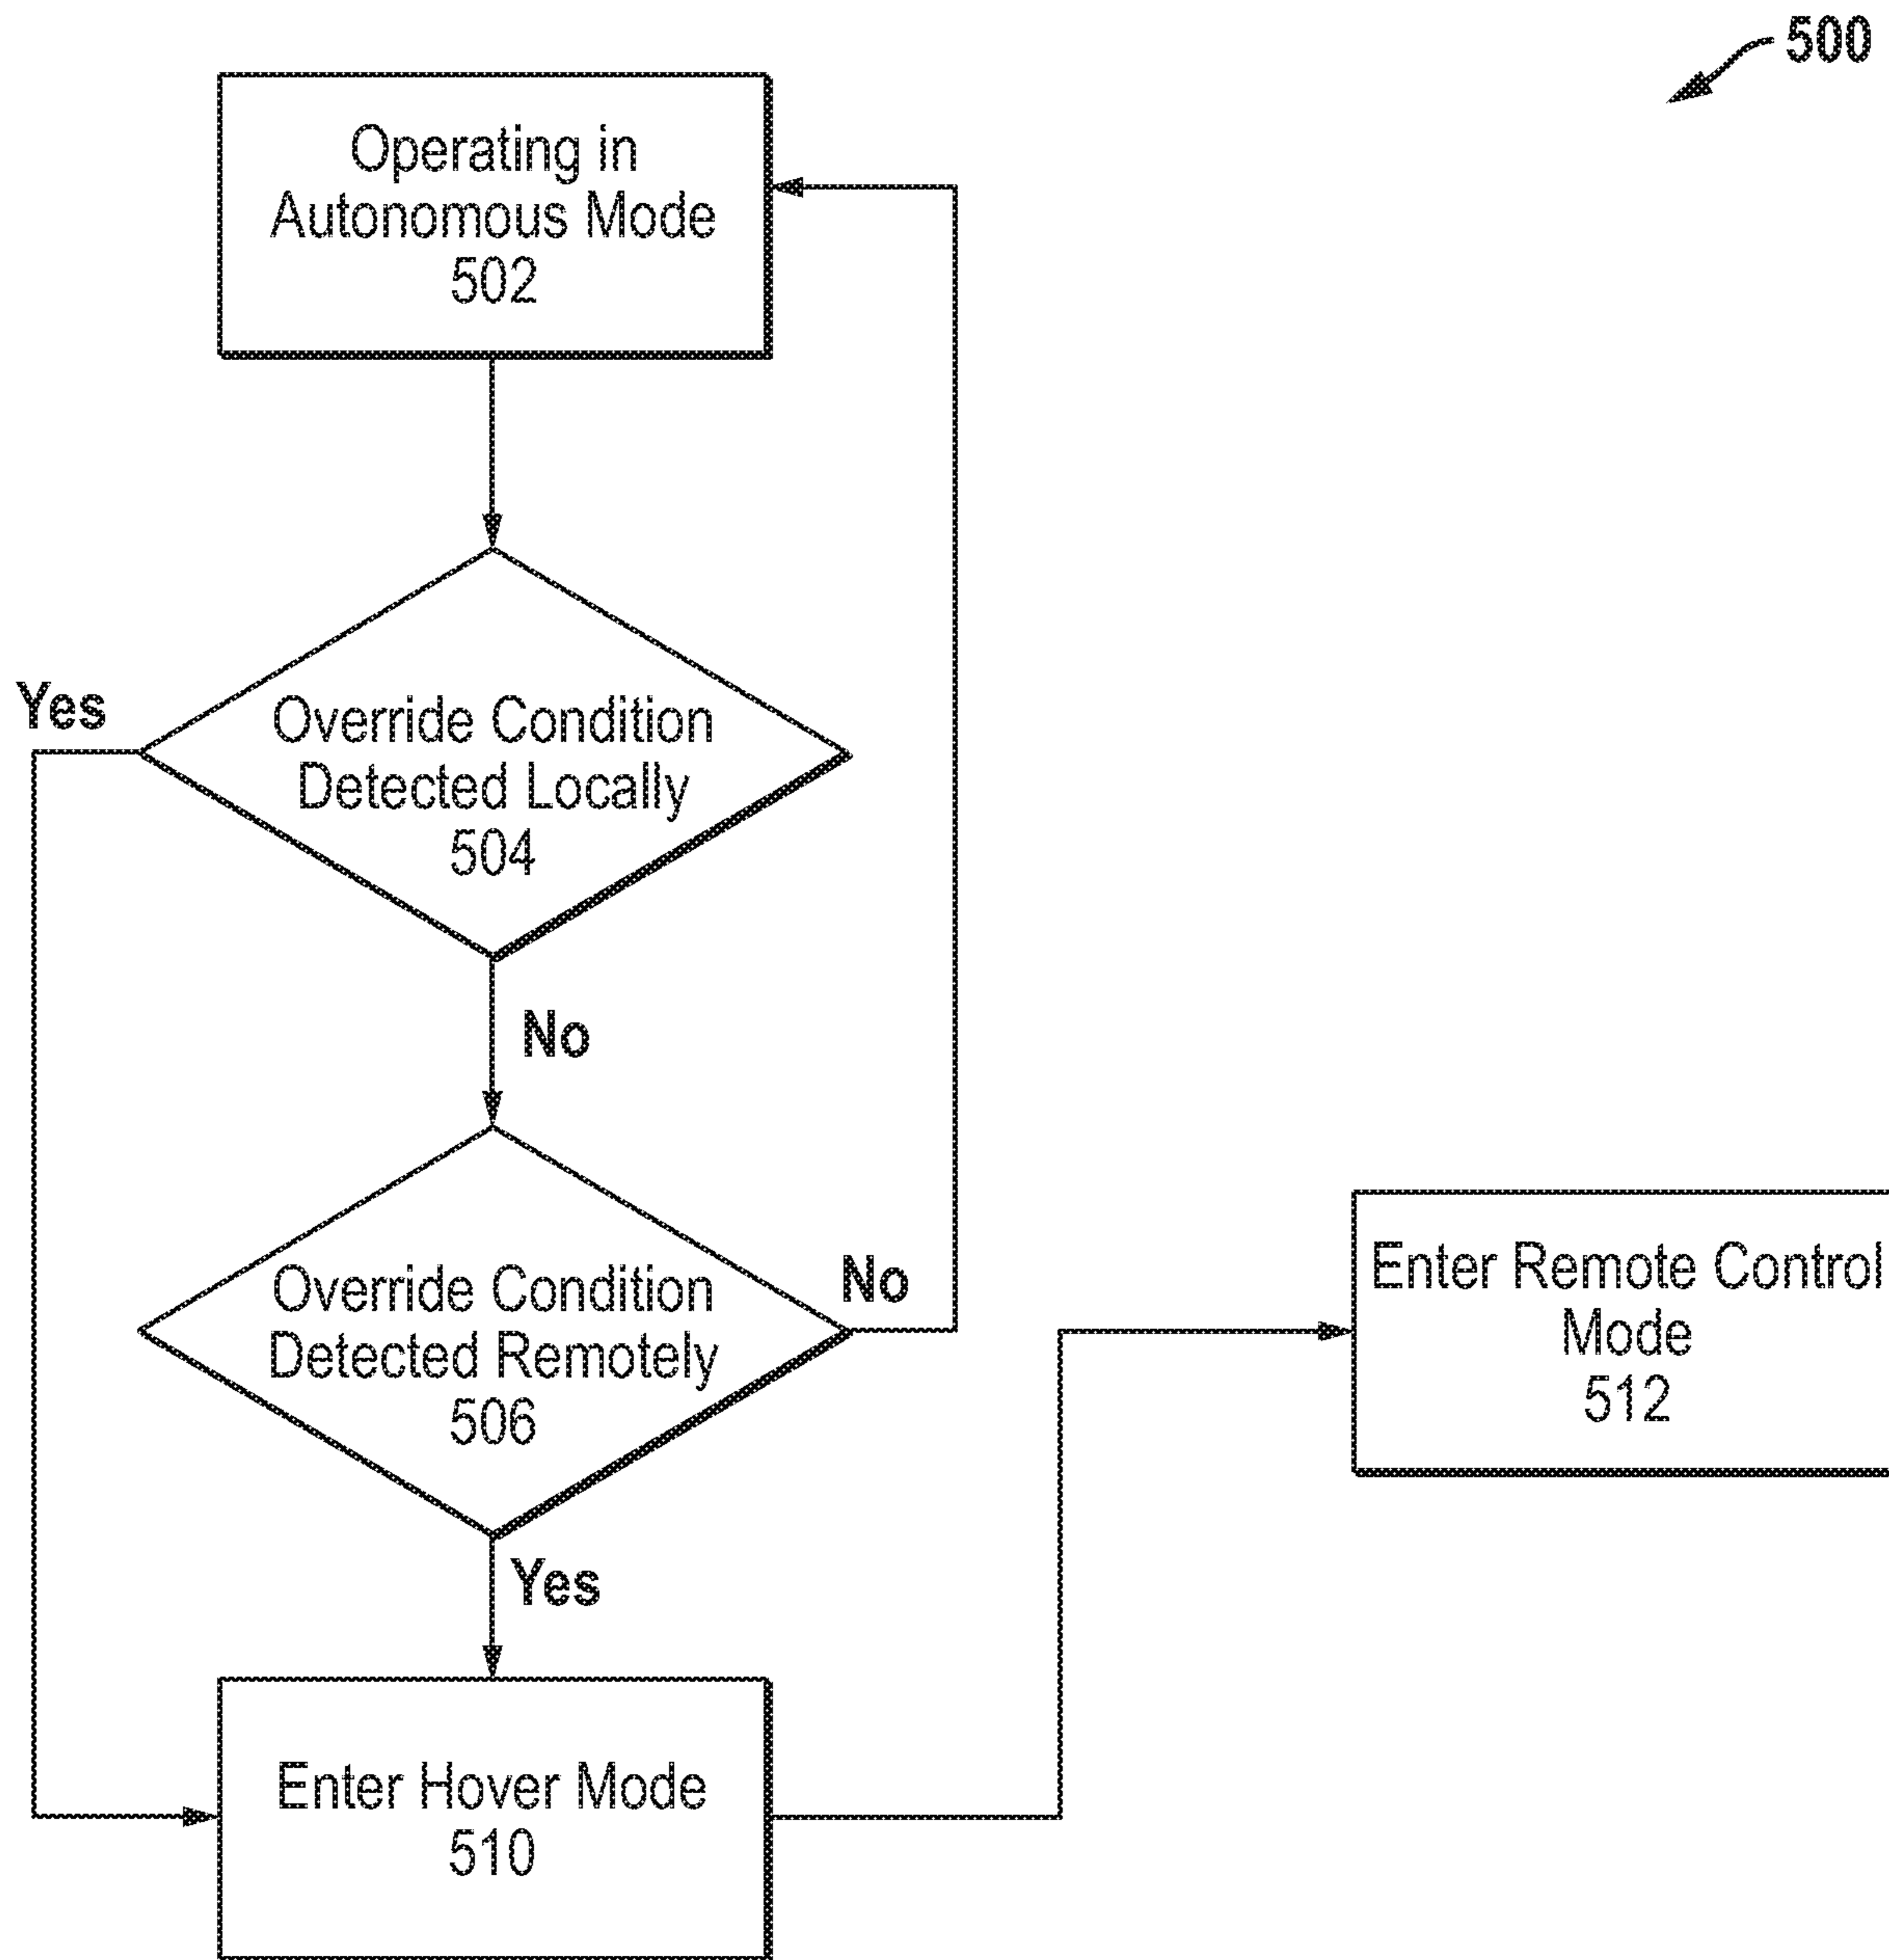 500
Operating in
Autonomous Mode
502
Yes
Override Condition
Detected Locally
504
No
Override Condition
Detected Remotely
506
No
Yes
Enter Hover Mode
510
Enter Remote Control
Mode
512